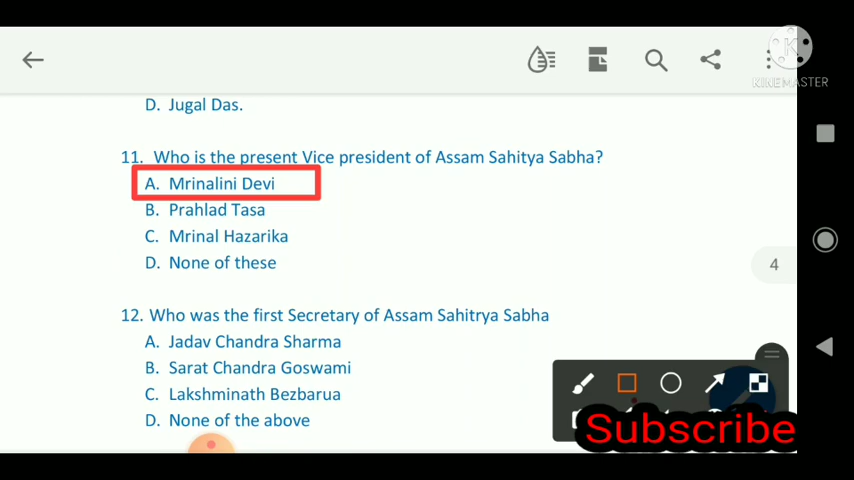 KINEMASTER
D. Jugal Das.
11. Who is the present Vice president of Assam Sahitya Sabha?
A. Mrinalini Devi
B. Prahlad Tasa
C. Mrinal Hazarika
D. None of these
4
12. Who was the first Secretary of Assam Sahitrya Sabha
A. Jadav Chandra Sharma
B. Sarat Chandra Goswami
C. Lakshminath Bezbarua
D. None of the above
Subscribe